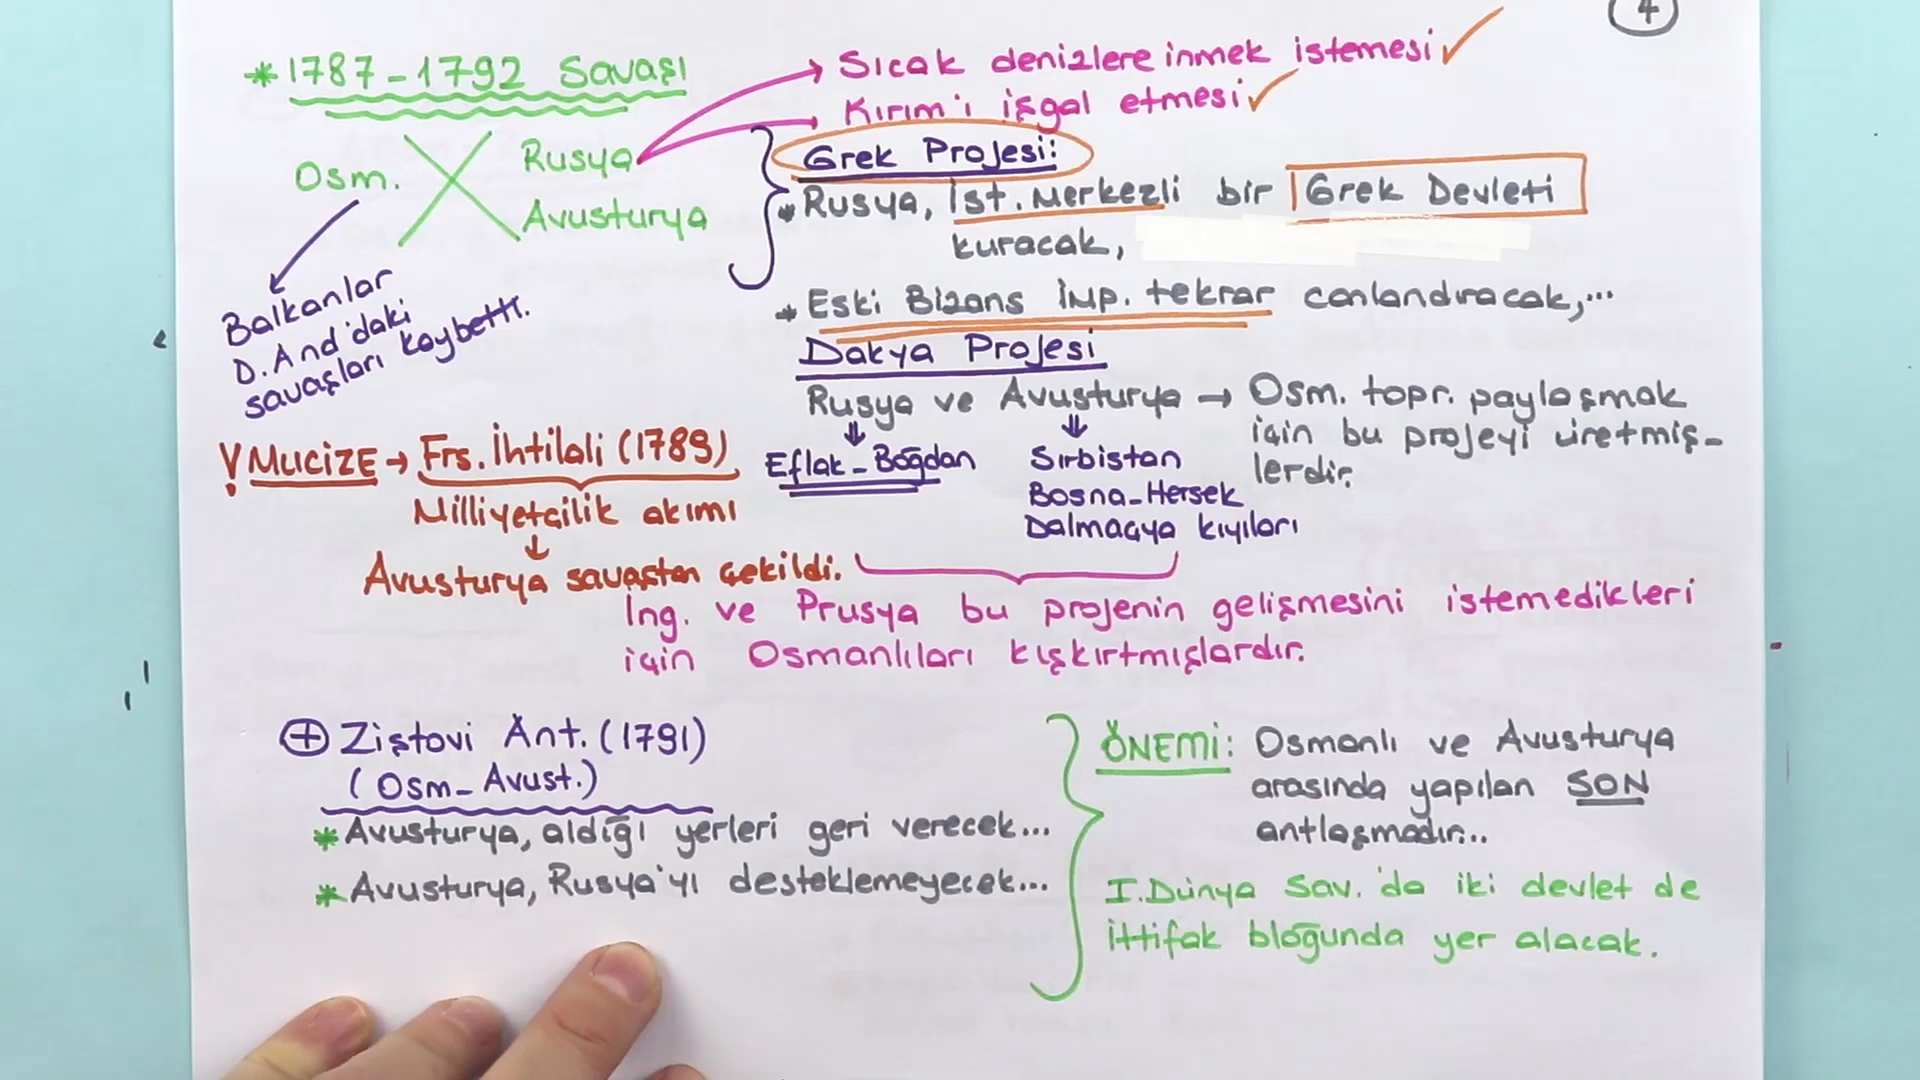 4
* 1787-1792 Savaşı
Osm.
Rusya
Avusturya
Sıcak denizlere inmek istemesi ✓
Kırım'ı işgal etmesi ✓
Grek Projesi:
* Rusya, İst. Merkezli bir Grek Devleti
kuracak,
* Eski Bizans İmp. tekrar canlandıracak,...
Balkanlar
D. And'daki
savaşları kaybetti.
Dakya Projesi
Rusya ve Avusturya → Osm. topr. paylaşmak
için bu projeyi üretmiş-
lerdir.
Eflak-Boğdan
Sırbistan
Bosna-Hersek
Dalmaçya kıyıları
! MUCİZE → Frs. İhtilali (1789)
Milliyetçilik akımı
Avusturya savaştan çekildi.
İng. ve Prusya bu projenin gelişmesini istemedikleri
için Osmanlıları kışkırtmışlardır.
⊕ Ziştovi Ant. (1791)
(Osm-Avust.)
* Avusturya, aldığı yerleri geri verecek...
* Avusturya, Rusya'yı desteklemeyecek...
ÖNEMİ: Osmanlı ve Avusturya
arasında yapılan SON
antlaşmadır...
I. Dünya Sav.'da iki devlet de
İttifak bloğunda yer alacak.